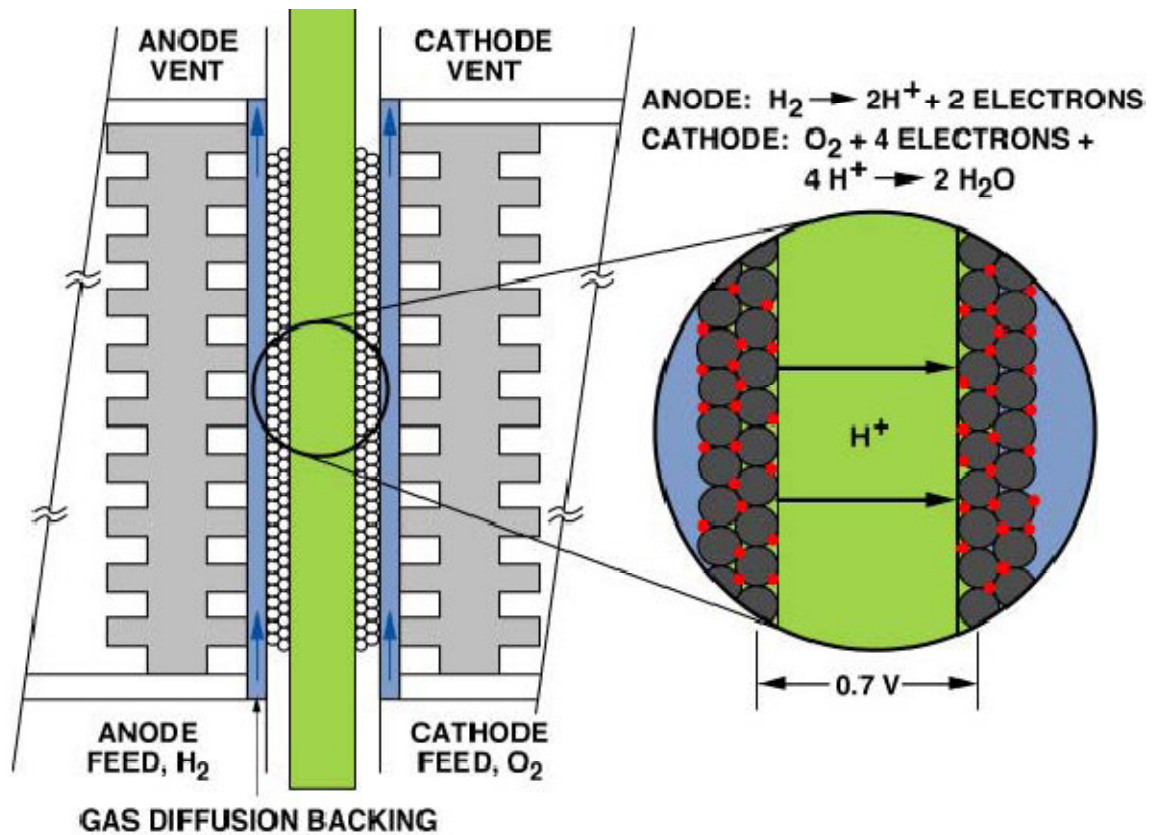 ANODE
VENT
CATHODE
VENT
ANODE: H₂ → 2H⁺ + 2 ELECTRONS
CATHODE: O₂ + 4 ELECTRONS +
4 H⁺ → 2 H₂O
H⁺
0.7 V
ANODE
FEED, H₂
CATHODE
FEED, O₂
GAS DIFFUSION BACKING